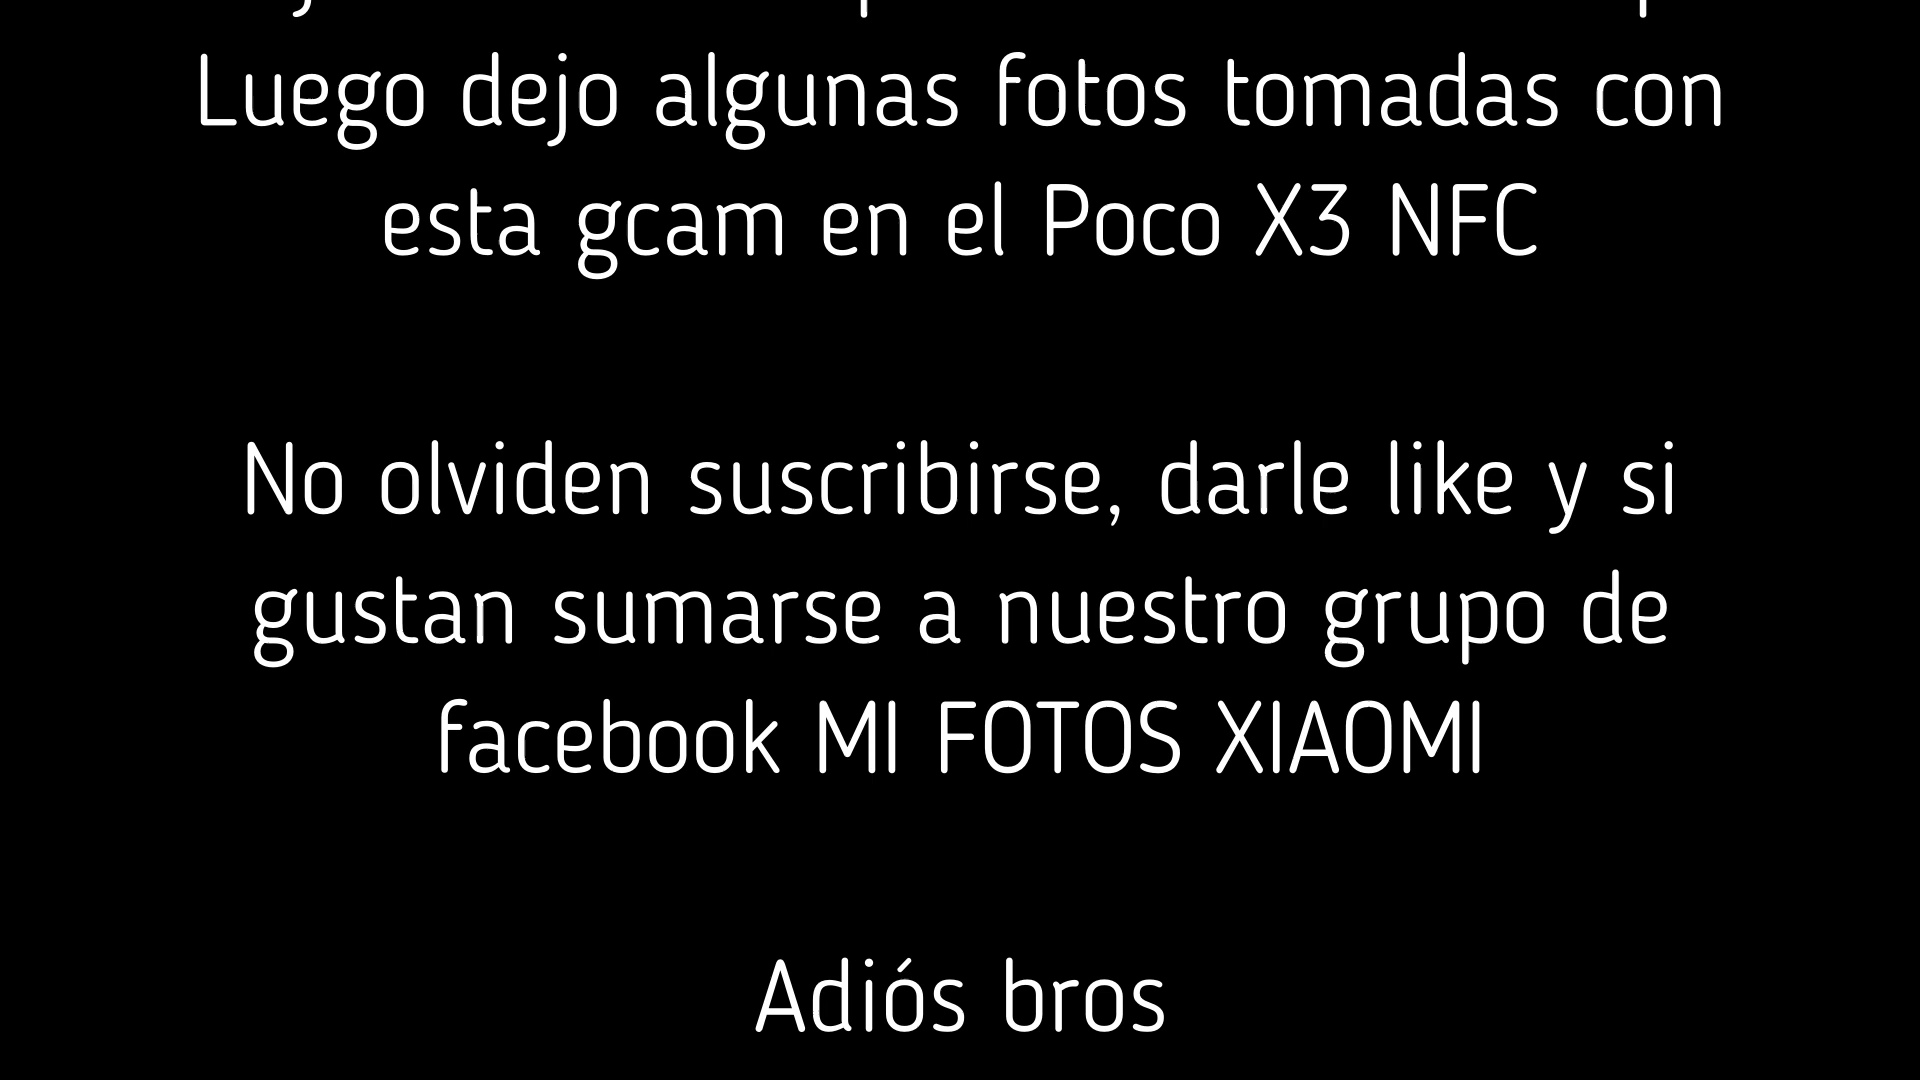 Luego dejo algunas fotos tomadas con
esta gcam en el Poco X3 NFC
No olviden suscribirse, darle like y si
gustan sumarse a nuestro grupo de
facebook MI FOTOS XIAOMI
Adiós bros